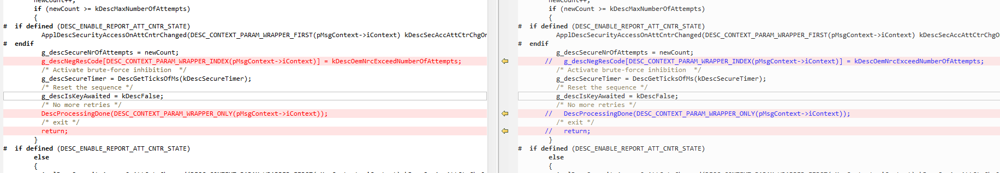 newCount++;
if (newCount >= kDescMaxNumberOfAttempts)
{
# if defined (DESC_ENABLE_REPORT_ATT_CNTR_STATE)
ApplDescSecurityAccessOnAttCntrChanged(DESC_CONTEXT_PARAM_WRAPPER_FIRST(pMsgContext->iContext) kDescSecAccAttCtrChgOn
# endif
g_descSecureNrOfAttempts = newCount;
g_descNegResCode[DESC_CONTEXT_PARAM_WRAPPER_INDEX(pMsgContext->iContext)] = kDescOemNrcExceedNumberOfAttempts;
/* Activate brute-force inhibition  */
g_descSecureTimer = DescGetTicksOfMs(kDescSecureTimer);
/* Reset the sequence */
g_descIsKeyAwaited = kDescFalse;
/* No more retries */
DescProcessingDone(DESC_CONTEXT_PARAM_WRAPPER_ONLY(pMsgContext->iContext));
/* exit */
return;
}
# if defined (DESC_ENABLE_REPORT_ATT_CNTR_STATE)
else
{
newCount++;
if (newCount >= kDescMaxNumberOfAttempts)
{
# if defined (DESC_ENABLE_REPORT_ATT_CNTR_STATE)
ApplDescSecurityAccessOnAttCntrChanged(DESC_CONTEXT_PARAM_WRAPPER_FIRST(pMsgContext->iContext) kDescSecAccAttCtrChgO
# endif
g_descSecureNrOfAttempts = newCount;
// g_descNegResCode[DESC_CONTEXT_PARAM_WRAPPER_INDEX(pMsgContext->iContext)] = kDescOemNrcExceedNumberOfAttempts;
/* Activate brute-force inhibition  */
g_descSecureTimer = DescGetTicksOfMs(kDescSecureTimer);
/* Reset the sequence */
g_descIsKeyAwaited = kDescFalse;
/* No more retries */
// DescProcessingDone(DESC_CONTEXT_PARAM_WRAPPER_ONLY(pMsgContext->iContext));
/* exit */
// return;
}
# if defined (DESC_ENABLE_REPORT_ATT_CNTR_STATE)
else
{